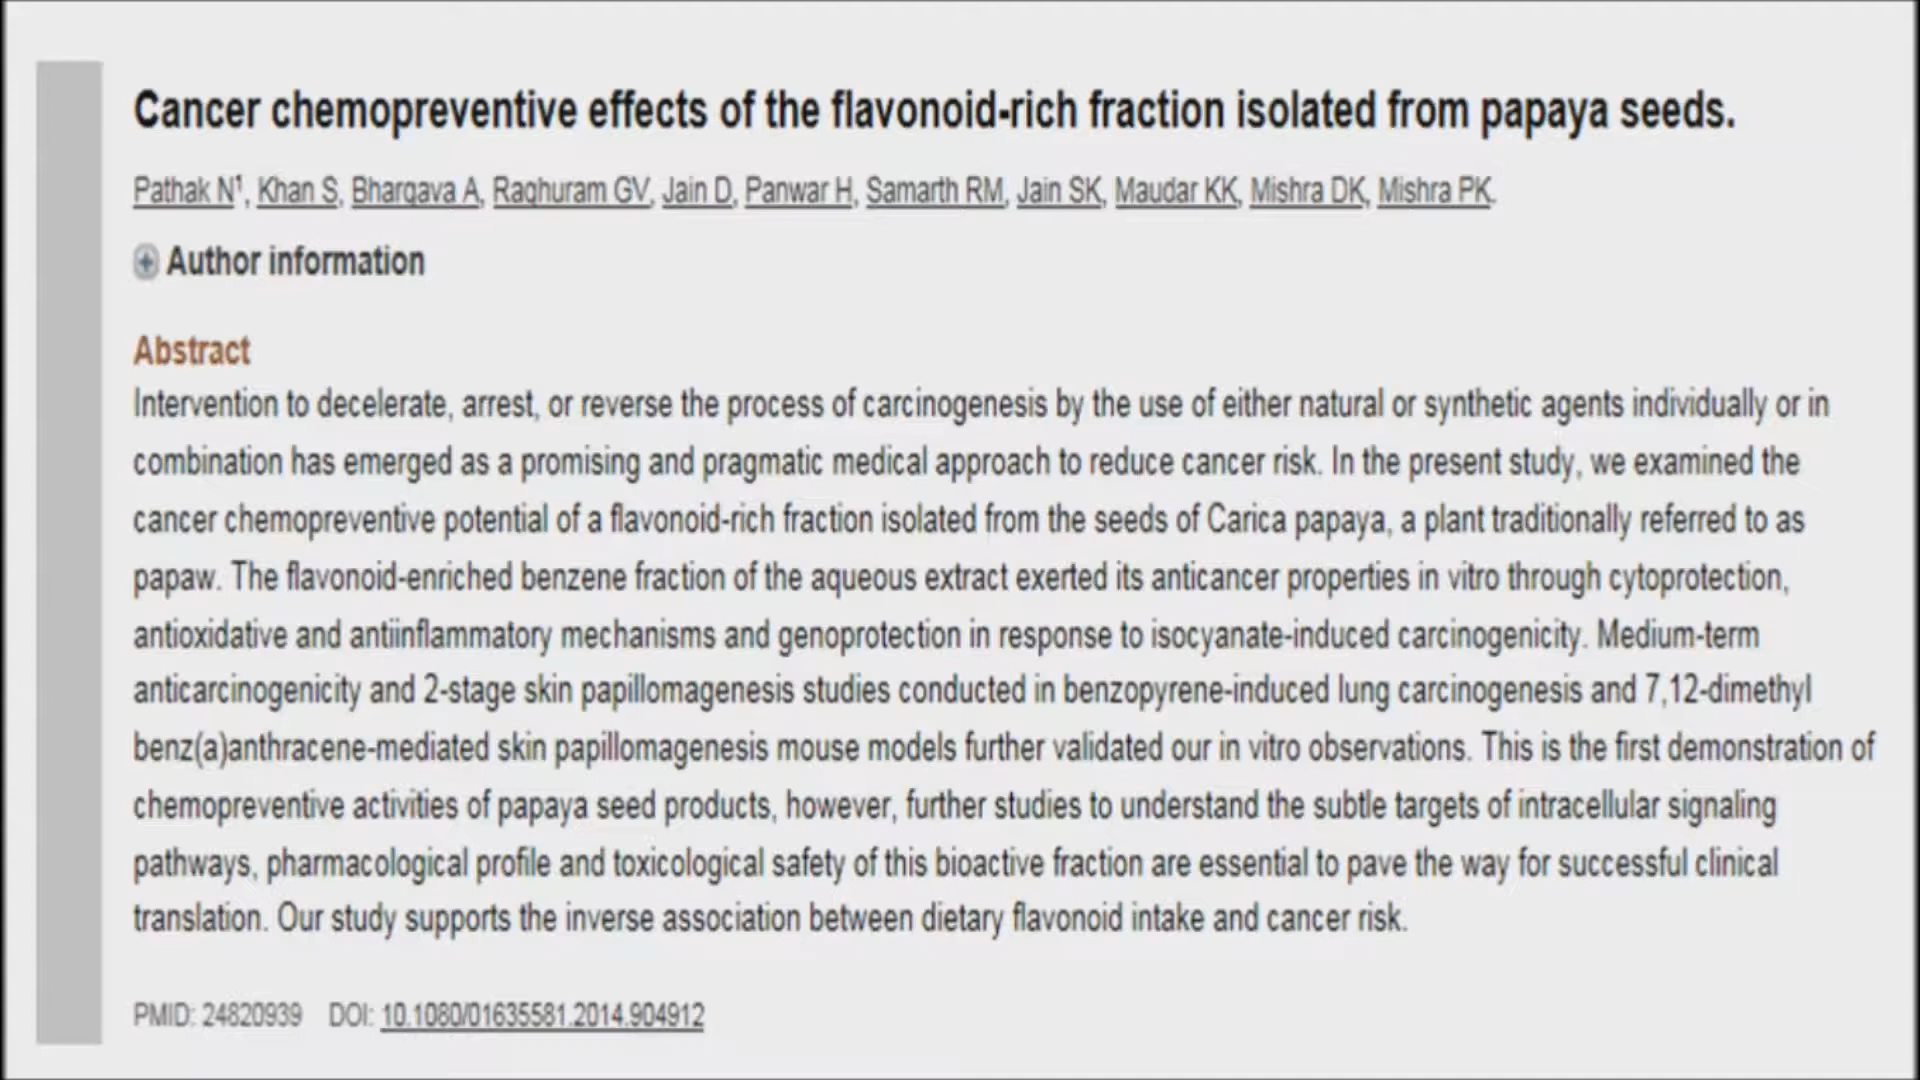 Cancer chemopreventive effects of the flavonoid-rich fraction isolated from papaya seeds.
Pathak N¹, Khan S, Bhargava A, Raghuram GV, Jain D, Panwar H, Samarth RM, Jain SK, Maudar KK, Mishra DK, Mishra PK.
Author information
Abstract
Intervention to decelerate, arrest, or reverse the process of carcinogenesis by the use of either natural or synthetic agents individually or in
combination has emerged as a promising and pragmatic medical approach to reduce cancer risk. In the present study, we examined the
cancer chemopreventive potential of a flavonoid-rich fraction isolated from the seeds of Carica papaya, a plant traditionally referred to as
papaw. The flavonoid-enriched benzene fraction of the aqueous extract exerted its anticancer properties in vitro through cytoprotection,
antioxidative and antiinflammatory mechanisms and genoprotection in response to isocyanate-induced carcinogenicity. Medium-term
anticarcinogenicity and 2-stage skin papillomagenesis studies conducted in benzopyrene-induced lung carcinogenesis and 7,12-dimethyl
benz(a)anthracene-mediated skin papillomagenesis mouse models further validated our in vitro observations. This is the first demonstration of
chemopreventive activities of papaya seed products, however, further studies to understand the subtle targets of intracellular signaling
pathways, pharmacological profile and toxicological safety of this bioactive fraction are essential to pave the way for successful clinical
translation. Our study supports the inverse association between dietary flavonoid intake and cancer risk.
PMID: 24820939 DOI: 10.1080/01635581.2014.904912